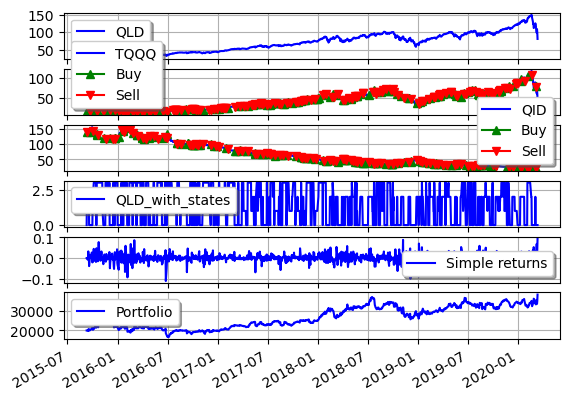 150
100
50
QLD
TQQQ
Buy
Sell
100
50
QID
Buy
Sell
150
100
50
2.5
0.0
QLD_with_states
0.1
0.0
−0.1
Simple returns
30000
20000
Portfolio
2015-07
2016-01
2016-07
2017-01
2017-07
2018-01
2018-07
2019-01
2019-07
2020-01